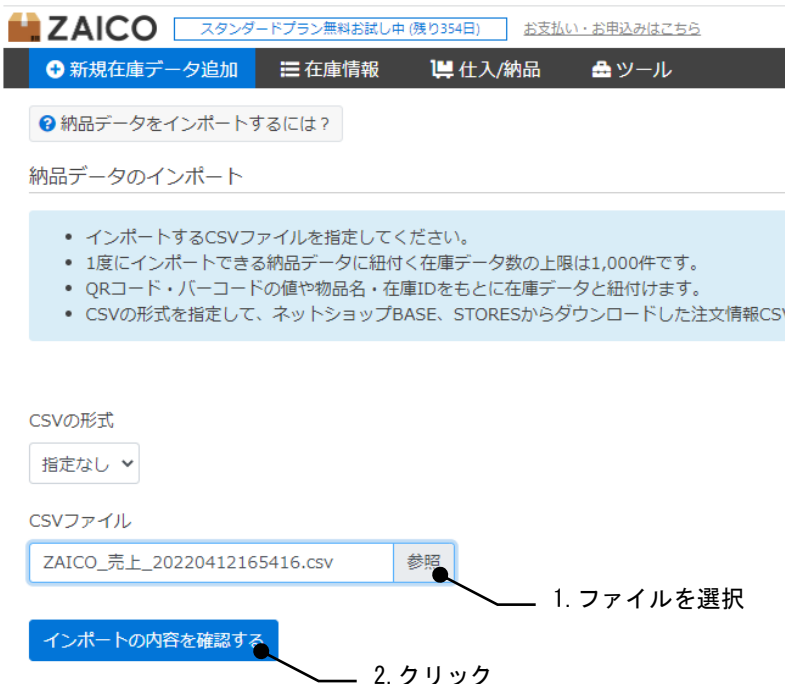 ZAICO
スタンダードプラン無料お試し中 (残り354日)
お支払い・お申込みはこちら
新規在庫データ追加
在庫情報
仕入/納品
ツール
納品データをインポートするには？
納品データのインポート
• インポートするCSVファイルを指定してください。
• 1度にインポートできる納品データに紐付く在庫データ数の上限は1,000件です。
• QRコード・バーコードの値や物品名・在庫IDをもとに在庫データと紐付けます。
• CSVの形式を指定して、ネットショップBASE、STORESからダウンロードした注文情報CSV
CSVの形式
指定なし
CSVファイル
ZAICO_売上_20220412165416.csv
参照
1.ファイルを選択
インポートの内容を確認する
2.クリック